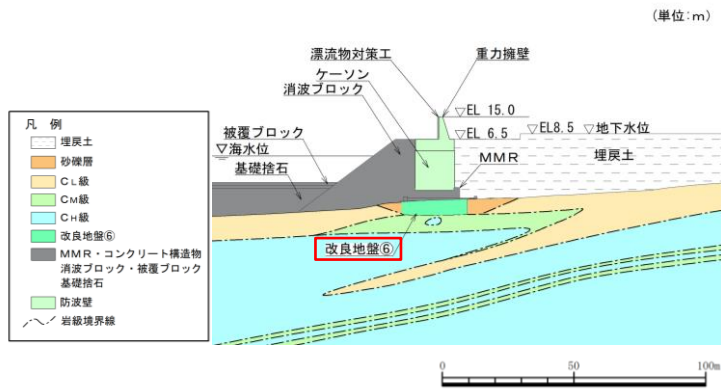 (単位:m)
漂流物対策工
重力擁壁
ケーソン
消波ブロック
▽EL 15.0
被覆ブロック
▽EL 6.5
▽EL8.5 ▽地下水位
▽海水位
基礎捨石
MMR
埋戻土
改良地盤⑥
凡 例
埋戻土
砂礫層
CL級
CM級
CH級
改良地盤⑥
MMR・コンクリート構造物
消波ブロック・被覆ブロック
基礎捨石
防波壁
岩級境界線
0 50 100m